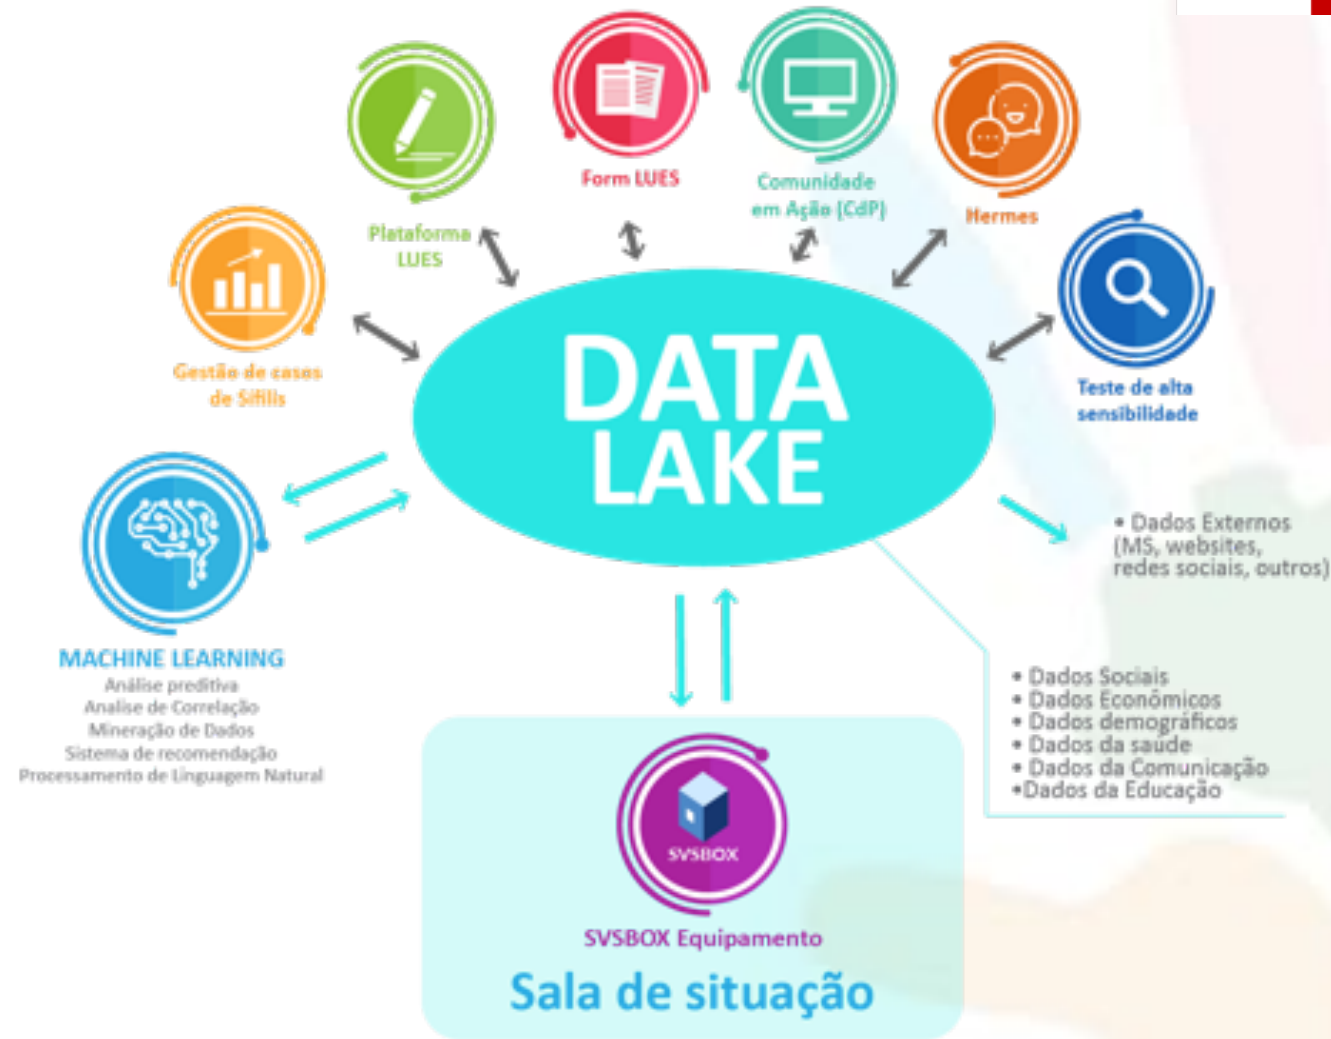 Form LUES
Comunidade
em Ação (CdP)
Hermes
Plataforma
LUES
Gestão de casos
de Sífilis
DATA
LAKE
Teste de alta
sensibilidade
• Dados Externos
(MS, websites,
redes sociais, outros)
MACHINE LEARNING
Análise preditiva
Analise de Correlação
Mineração de Dados
Sistema de recomendação
Processamento de Linguagem Natural
• Dados Sociais
• Dados Econômicos
• Dados demográficos
• Dados da saúde
• Dados da Comunicação
•Dados da Educação
SVSBOX
SVSBOX Equipamento
Sala de situação